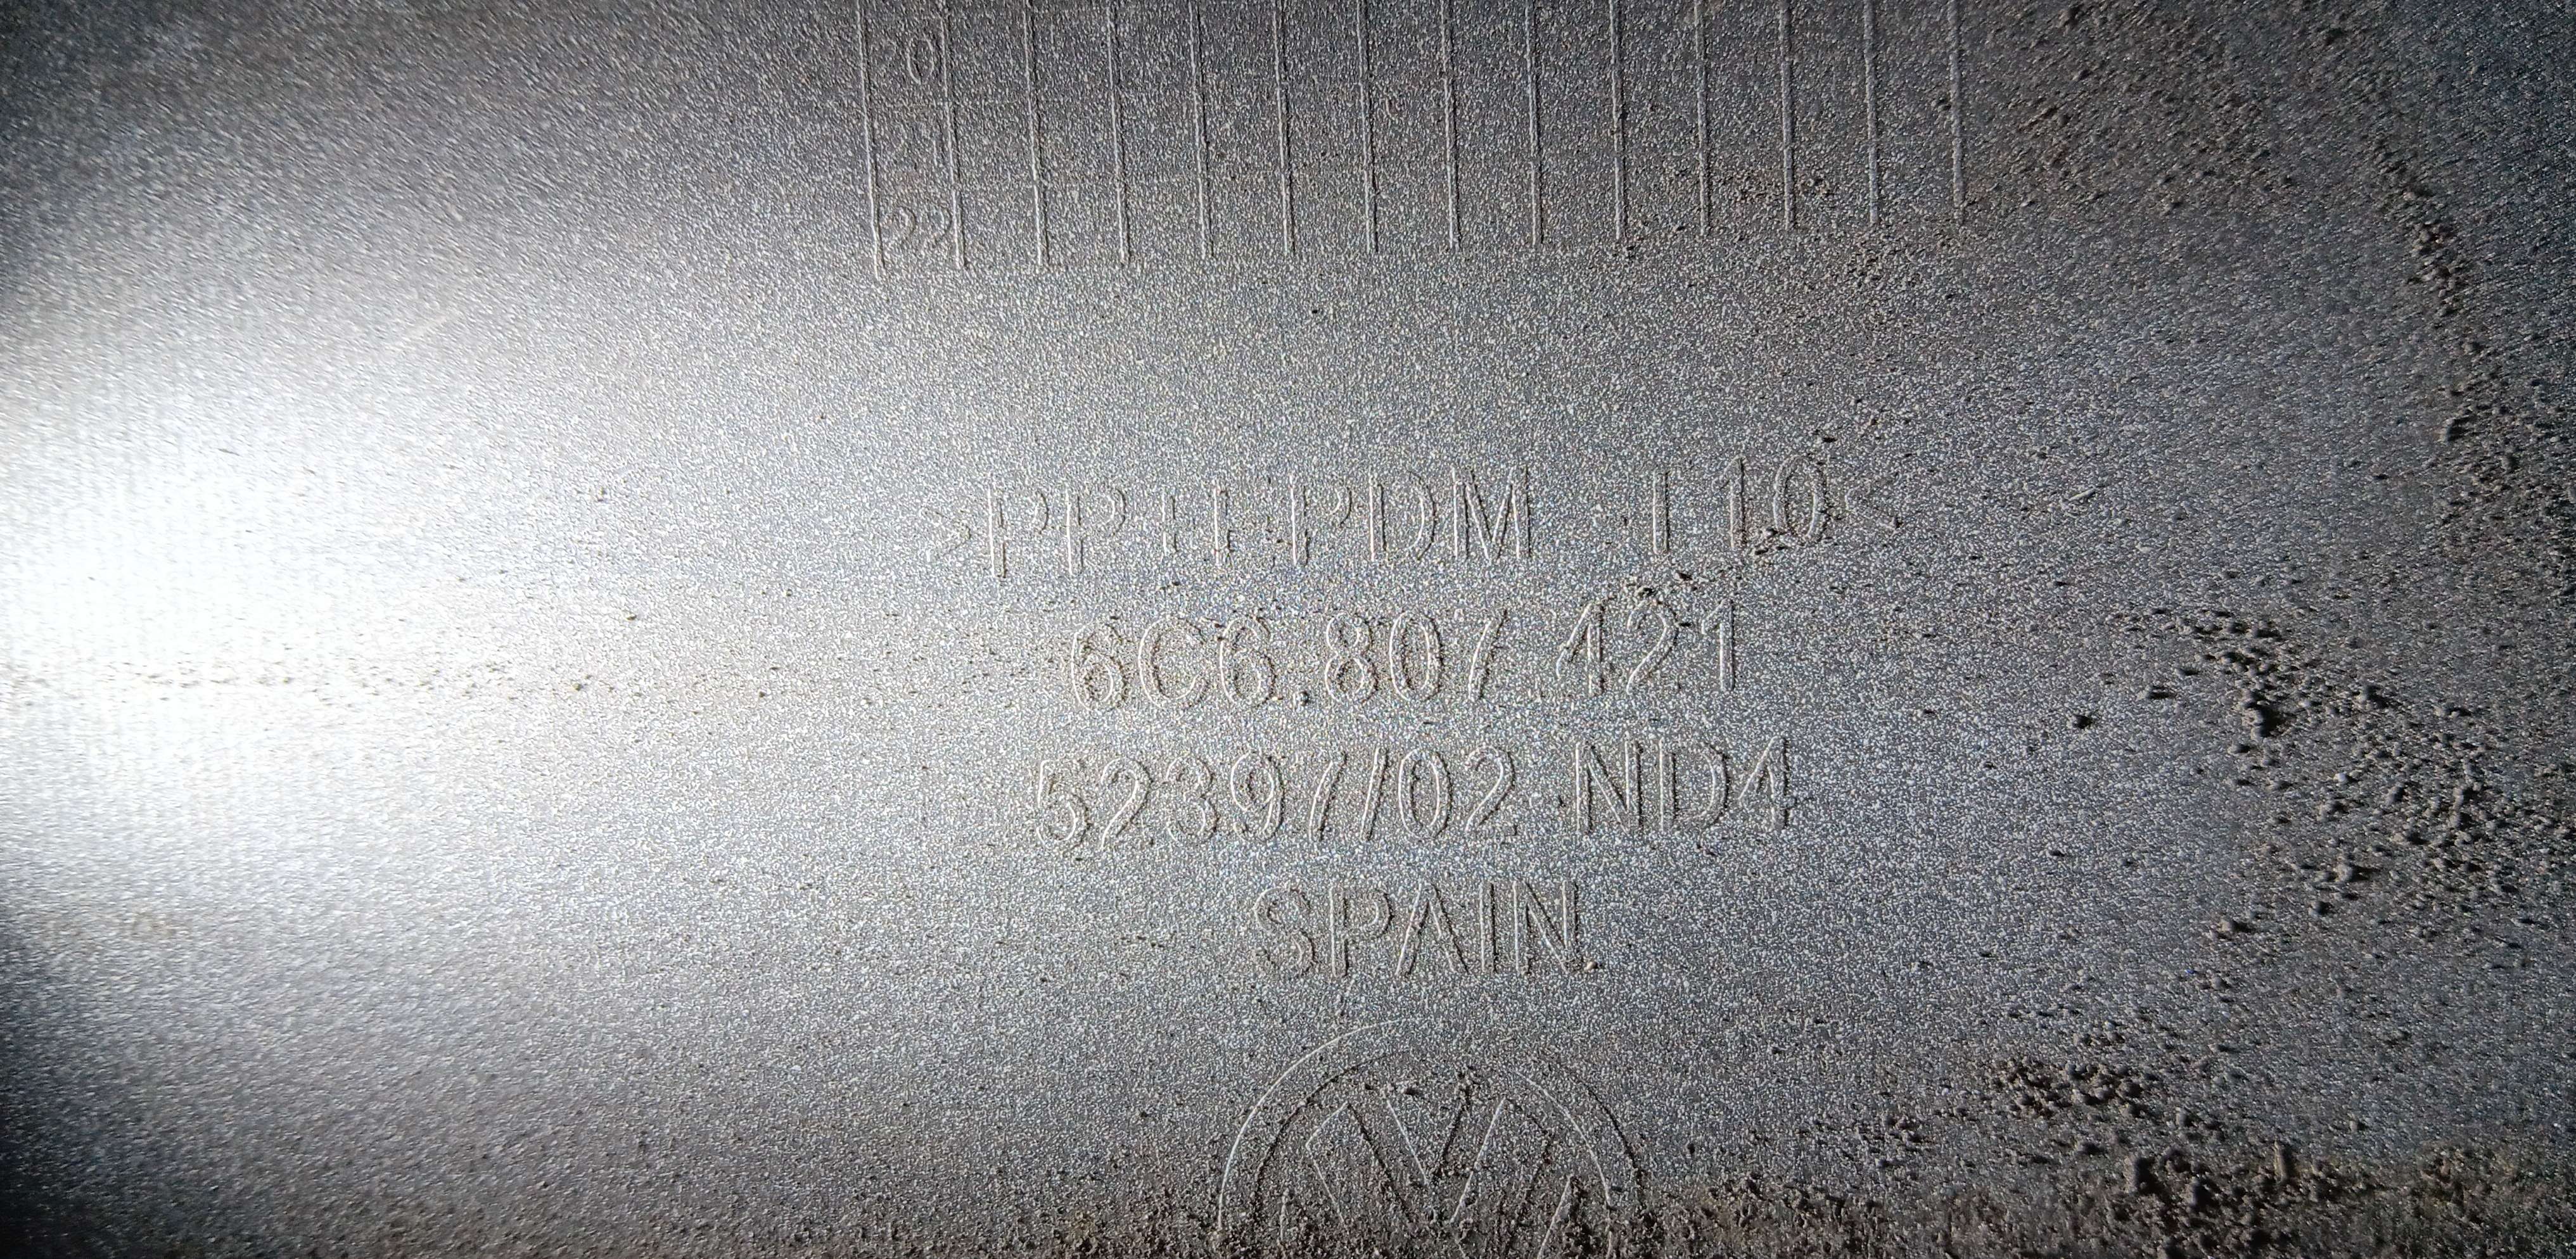 20
21
22
>PP+EPDM T10<
6C6.807.421
52397/02 ND4
SPAIN